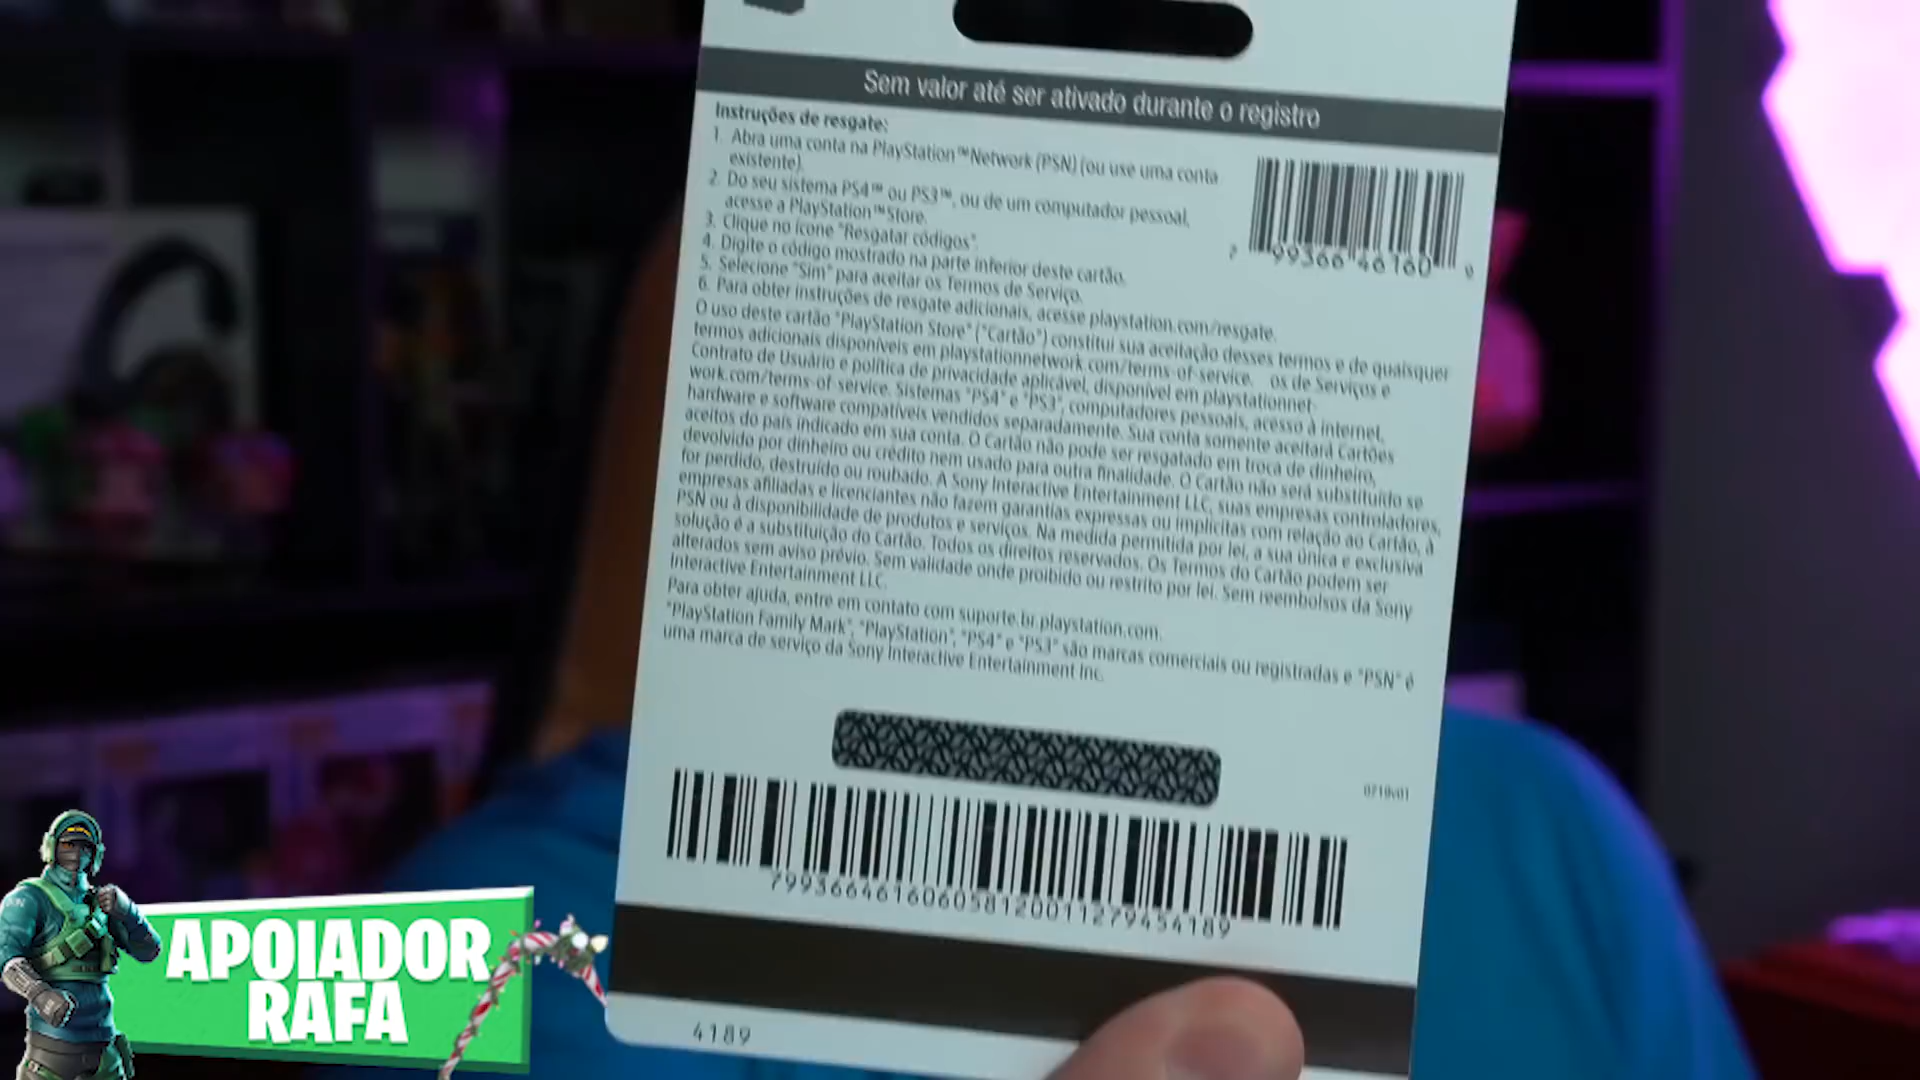 Sem valor até ser ativado durante o registro
Instruções de resgate:
1. Abra uma conta na PlayStation™Network (PSN) (ou use uma conta
existente).
2. Do seu sistema PS4™ ou PS3™, ou de um computador pessoal,
acesse a PlayStation™Store.
3. Clique no ícone "Resgatar códigos".
4. Digite o código mostrado na parte inferior deste cartão.
5. Selecione "Sim" para aceitar os Termos de Serviço.
6. Para obter instruções de resgate adicionais, acesse playstation.com/resgate.
7 99366 46160 9
O uso deste cartão "PlayStation Store" ("Cartão") constitui sua aceitação desses termos e de quaisquer
termos adicionais disponíveis em playstationnetwork.com/terms-of-service. os de Serviços e
Contrato de Usuário e política de privacidade aplicável, disponível em playstationnet-
work.com/terms-of-service. Sistemas "PS4" e "PS3", computadores pessoais, acesso à internet,
hardware e software compatíveis vendidos separadamente. Sua conta somente aceitará Cartões
aceitos do país indicado em sua conta. O Cartão não pode ser resgatado em troca de dinheiro,
devolvido por dinheiro ou crédito nem usado para outra finalidade. O Cartão não será substituído se
for perdido, destruído ou roubado. A Sony Interactive Entertainment LLC, suas empresas controladores,
empresas afiliadas e licenciantes não fazem garantias expressas ou implícitas com relação ao Cartão, à
PSN ou à disponibilidade de produtos e serviços. Na medida permitida por lei, a sua única e exclusiva
solução é a substituição do Cartão. Todos os direitos reservados. Os Termos do Cartão podem ser
alterados sem aviso prévio. Sem validade onde proibido ou restrito por lei. Sem reembolsos da Sony
Interactive Entertainment LLC.
Para obter ajuda, entre em contato com suporte.br.playstation.com.
"PlayStation Family Mark", "PlayStation", "PS4" e "PS3" são marcas comerciais ou registradas e "PSN" é
uma marca de serviço da Sony Interactive Entertainment Inc.
0718v01
799366461606058120011279454189
4189
APOIADOR
RAFA